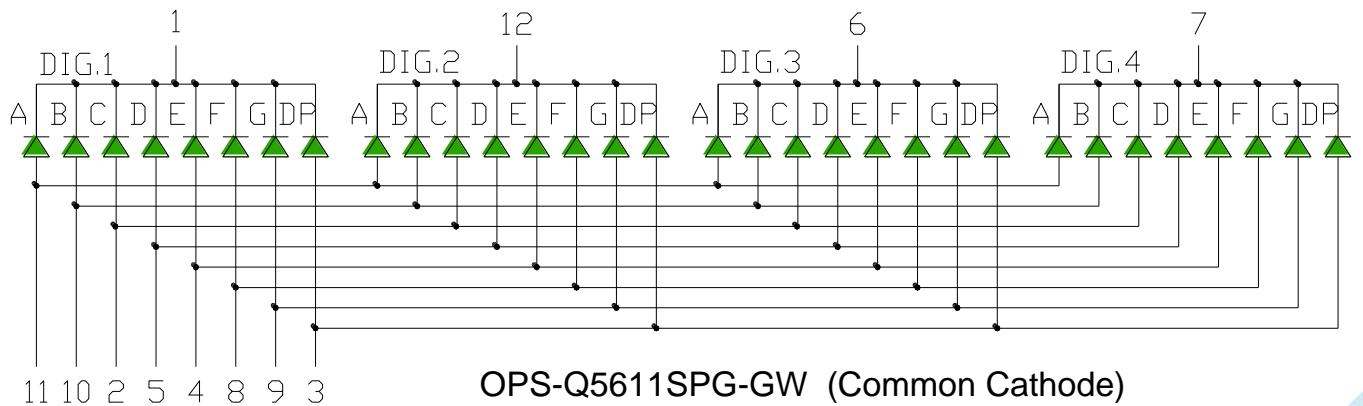 1 12 6 7
DIG.1 DIG.2 DIG.3 DIG.4
A B C D E F G DP A B C D E F G DP A B C D E F G DP A B C D E F G DP
11 10 2 5 4 8 9 3
OPS-Q5611SPG-GW (Common Cathode)